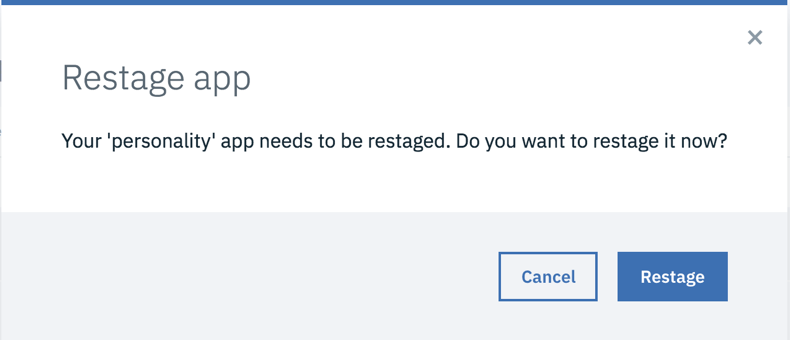 Restage app
Your 'personality' app needs to be restaged. Do you want to restage it now?
Cancel
Restage